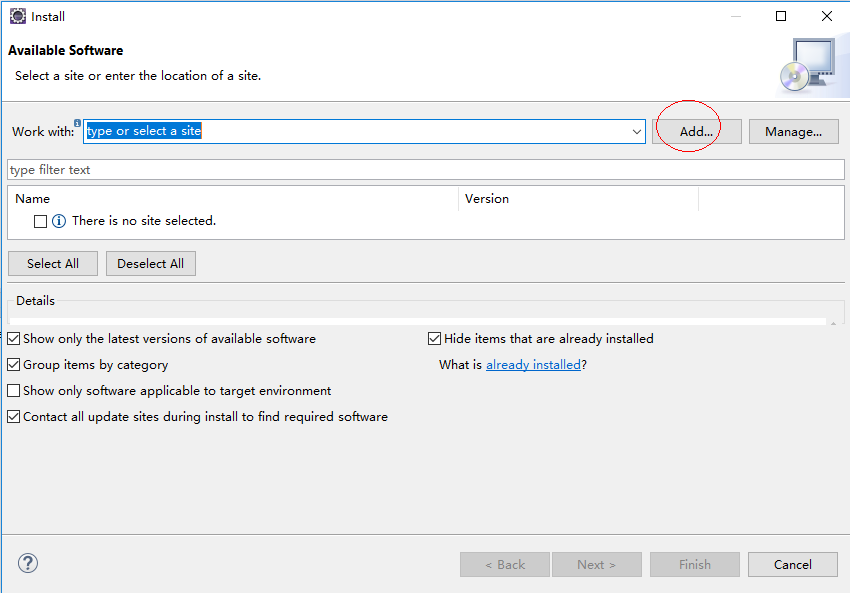 Install
Available Software
Select a site or enter the location of a site.
Work with: type or select a site Add... Manage...
type filter text
Name Version
There is no site selected.
Select All Deselect All
Details
Show only the latest versions of available software Hide items that are already installed
Group items by category What is already installed?
Show only software applicable to target environment
Contact all update sites during install to find required software
< Back Next > Finish Cancel